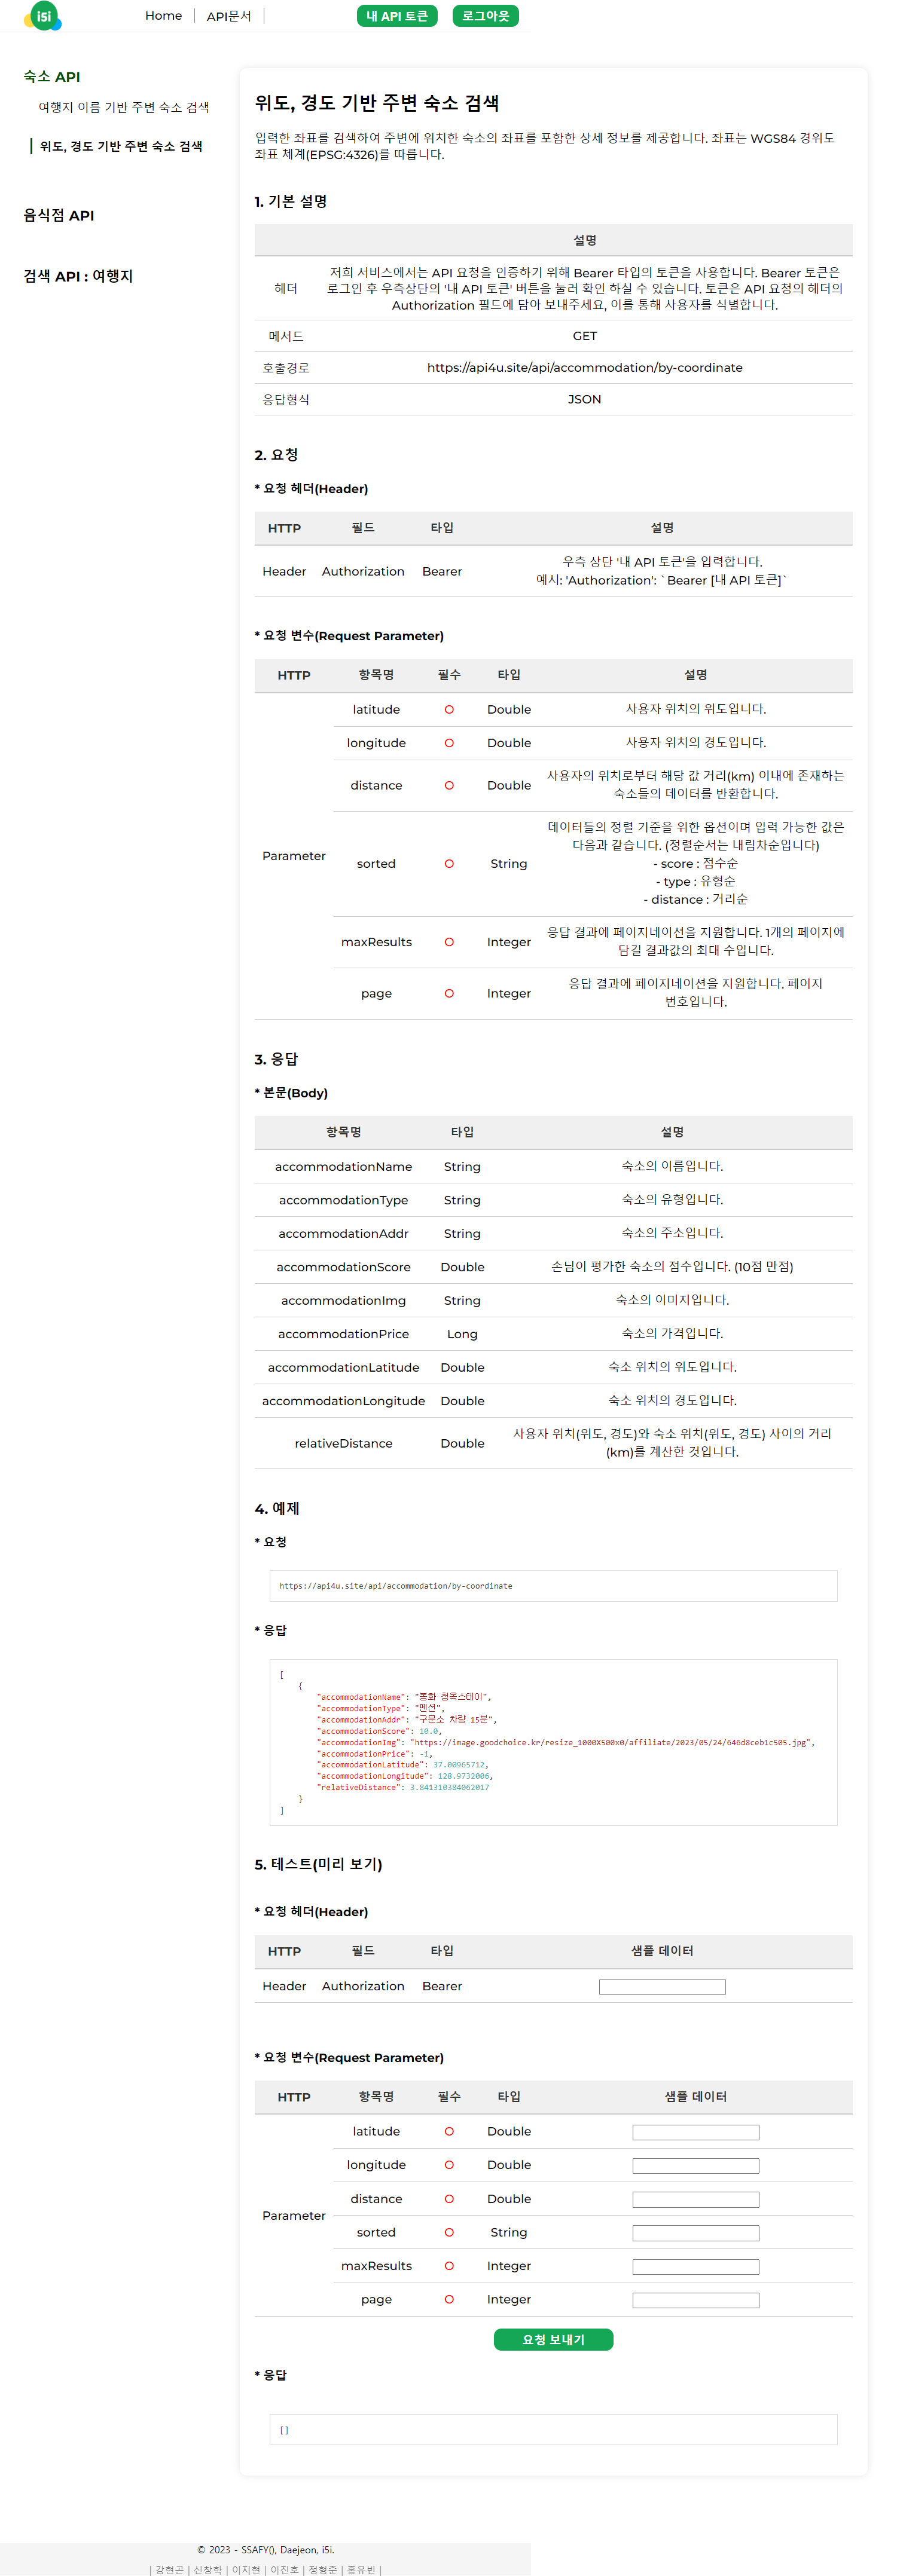 i5i
Home
API문서
내 API 토큰
로그아웃
숙소 API
여행지 이름 기반 주변 숙소 검색
위도, 경도 기반 주변 숙소 검색
음식점 API
검색 API : 여행지
위도, 경도 기반 주변 숙소 검색
입력한 좌표를 검색하여 주변에 위치한 숙소의 좌표를 포함한 상세 정보를 제공합니다. 좌표는 WGS84 경위도
좌표 체계(EPSG:4326)를 따릅니다.
1. 기본 설명
설명
헤더
저희 서비스에서는 API 요청을 인증하기 위해 Bearer 타입의 토큰을 사용합니다. Bearer 토큰은
로그인 후 우측상단의 '내 API 토큰' 버튼을 눌러 확인 하실 수 있습니다. 토큰은 API 요청의 헤더의
Authorization 필드에 담아 보내주세요, 이를 통해 사용자를 식별합니다.
메서드 GET
호출경로 https://api4u.site/api/accommodation/by-coordinate
응답형식 JSON
2. 요청
* 요청 헤더(Header)
HTTP 필드 타입 설명
Header Authorization Bearer
우측 상단 '내 API 토큰'을 입력합니다.
예시: 'Authorization': `Bearer [내 API 토큰]`
* 요청 변수(Request Parameter)
HTTP 항목명 필수 타입 설명
Parameter
latitude O Double 사용자 위치의 위도입니다.
longitude O Double 사용자 위치의 경도입니다.
distance O Double
사용자의 위치로부터 해당 값 거리(km) 이내에 존재하는
숙소들의 데이터를 반환합니다.
sorted O String
데이터들의 정렬 기준을 위한 옵션이며 입력 가능한 값은
다음과 같습니다. (정렬순서는 내림차순입니다)
- score : 점수순
- type : 유형순
- distance : 거리순
maxResults O Integer
응답 결과에 페이지네이션을 지원합니다. 1개의 페이지에
담길 결과값의 최대 수입니다.
page O Integer
응답 결과에 페이지네이션을 지원합니다. 페이지
번호입니다.
3. 응답
* 본문(Body)
항목명 타입 설명
accommodationName String 숙소의 이름입니다.
accommodationType String 숙소의 유형입니다.
accommodationAddr String 숙소의 주소입니다.
accommodationScore Double 손님이 평가한 숙소의 점수입니다. (10점 만점)
accommodationImg String 숙소의 이미지입니다.
accommodationPrice Long 숙소의 가격입니다.
accommodationLatitude Double 숙소 위치의 위도입니다.
accommodationLongitude Double 숙소 위치의 경도입니다.
relativeDistance Double
사용자 위치(위도, 경도)와 숙소 위치(위도, 경도) 사이의 거리
(km)를 계산한 것입니다.
4. 예제
* 요청
https://api4u.site/api/accommodation/by-coordinate
* 응답
[
{
"accommodationName": "봉화 청옥스테이",
"accommodationType": "펜션",
"accommodationAddr": "구문소 차량 15분",
"accommodationScore": 10.0,
"accommodationImg": "https://image.goodchoice.kr/resize_1000X500x0/affiliate/2023/05/24/646d8ceb1c505.jpg",
"accommodationPrice": -1,
"accommodationLatitude": 37.00965712,
"accommodationLongitude": 128.9732006,
"relativeDistance": 3.841310384062017
}
]
5. 테스트(미리 보기)
* 요청 헤더(Header)
HTTP 필드 타입 샘플 데이터
Header Authorization Bearer
* 요청 변수(Request Parameter)
HTTP 항목명 필수 타입 샘플 데이터
Parameter
latitude O Double
longitude O Double
distance O Double
sorted O String
maxResults O Integer
page O Integer
요청 보내기
* 응답
[]
© 2023 - SSAFY(), Daejeon, i5i.
| 강현곤 | 신창학 | 이지현 | 이진호 | 정형준 | 홍유빈 |